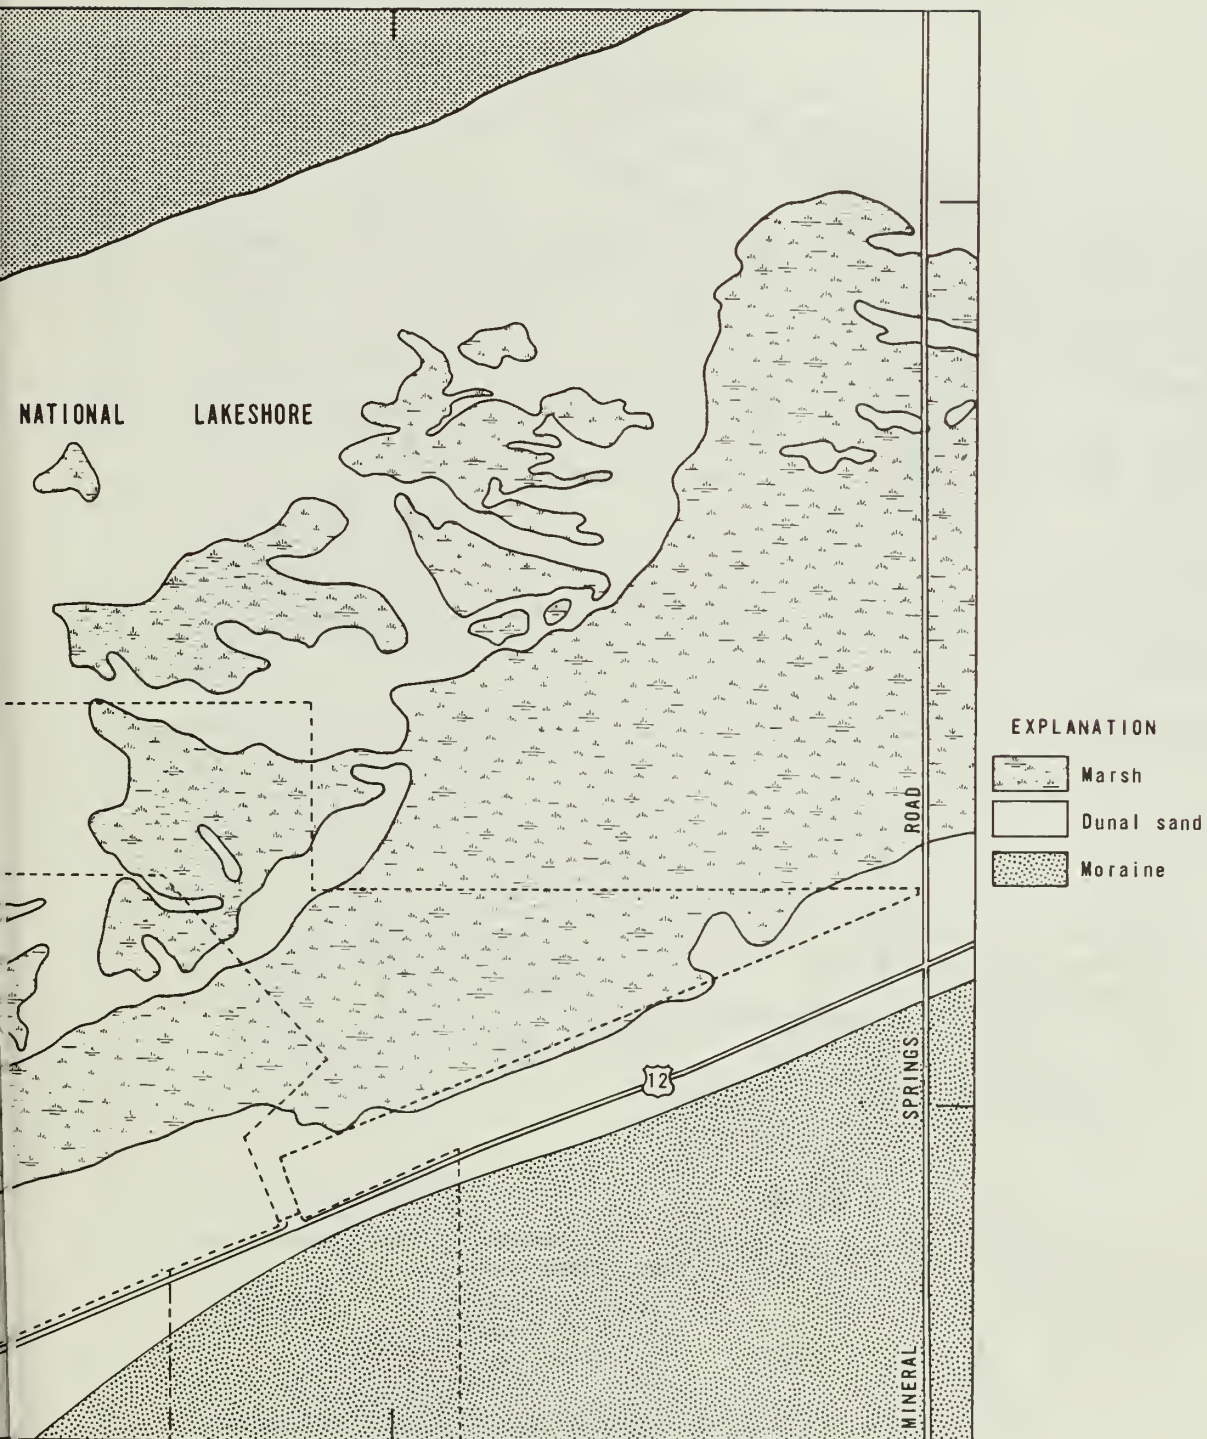 NATIONAL LAKESHORE
EXPLANATION
Marsh
Dunal sand
Moraine
12
MINERAL SPRINGS ROAD